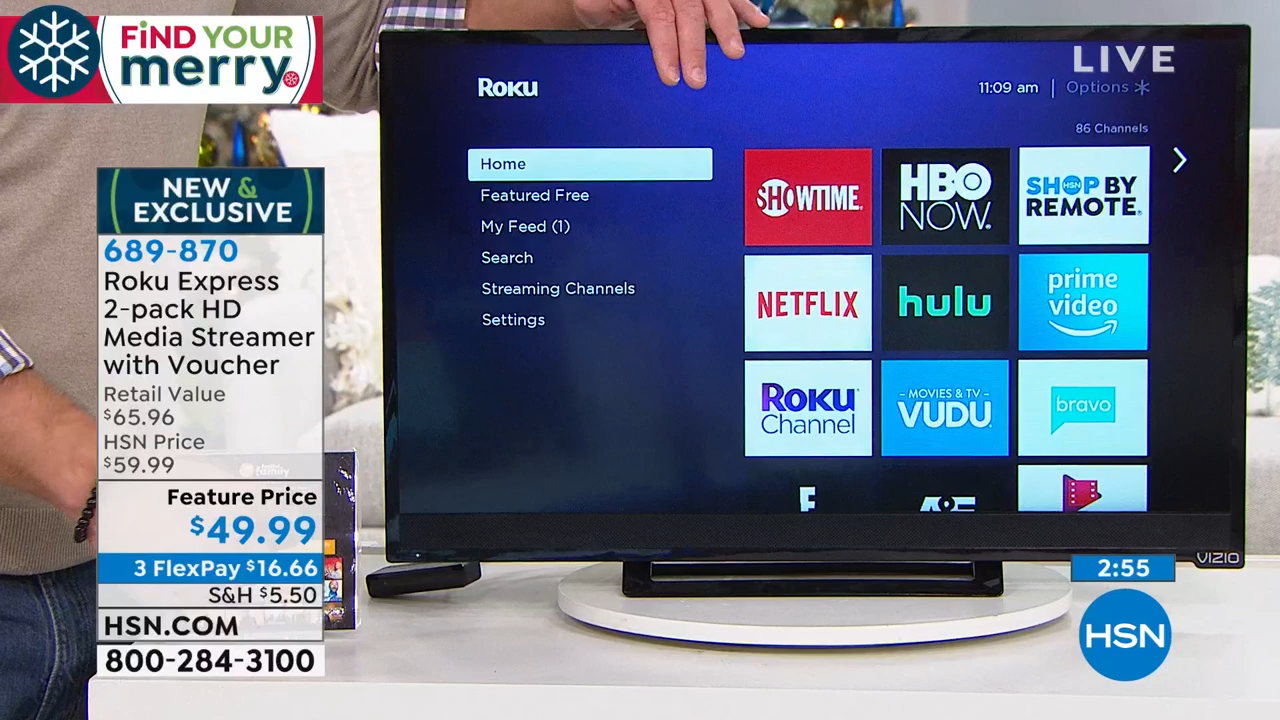 FiND YOUR
merry.
NEW &
EXCLUSIVE
689-870
Roku Express
2-pack HD
Media Streamer
with Voucher
Retail Value
$65.96
HSN Price
$59.99
Feature Price
$49.99
3 FlexPay $16.66
S&H $5.50
HSN.COM
800-284-3100
LIVE
Roku
11:09 am | Options
86 Channels
Home
Featured Free
My Feed (1)
Search
Streaming Channels
Settings
SHOWTIME.
HBO
NOW.
SHOP HSN BY
REMOTE
NETFLIX
hulu
prime
video
Roku
Channel
– MOVIES & TV –
VUDU
bravo
A&E
VIZIO
2:55
HSN